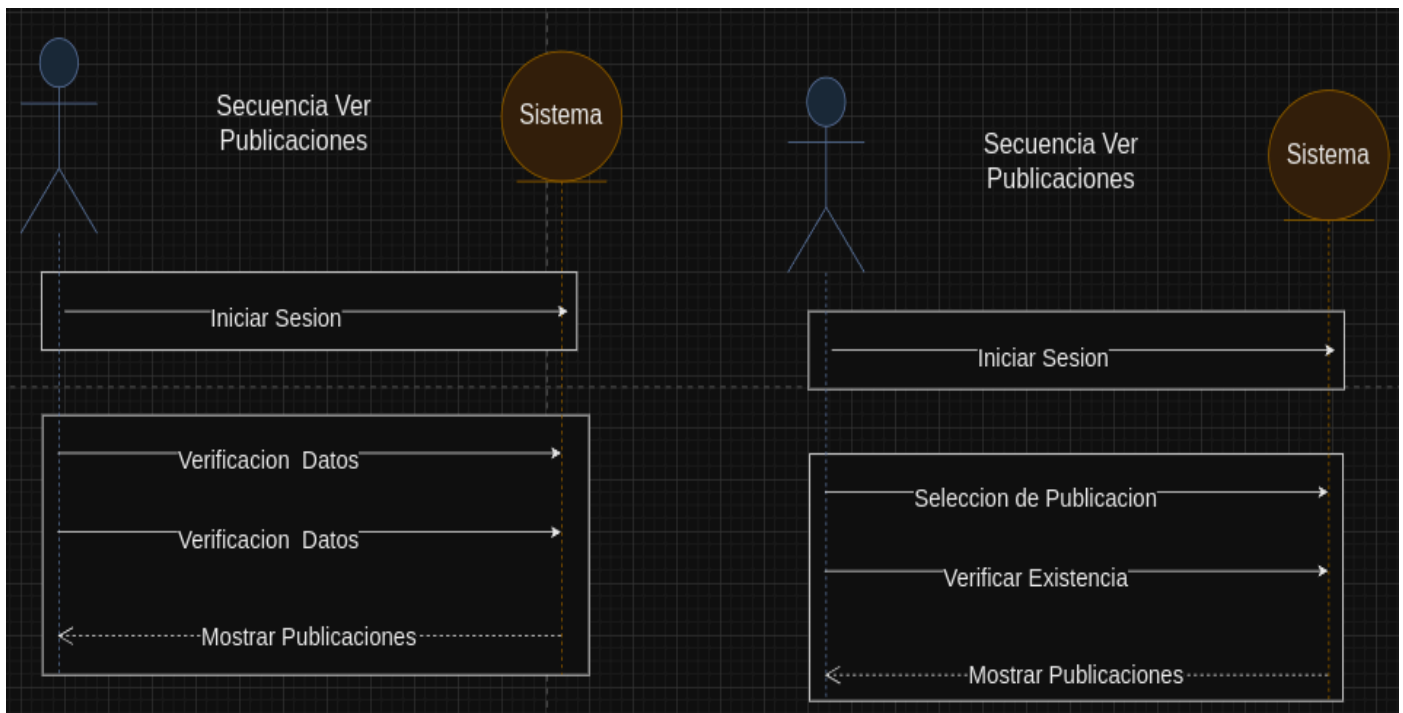 Secuencia Ver
Publicaciones
Sistema
Iniciar Sesion
Verificacion  Datos
Verificacion  Datos
Mostrar Publicaciones
Secuencia Ver
Publicaciones
Sistema
Iniciar Sesion
Seleccion de Publicacion
Verificar Existencia
Mostrar Publicaciones